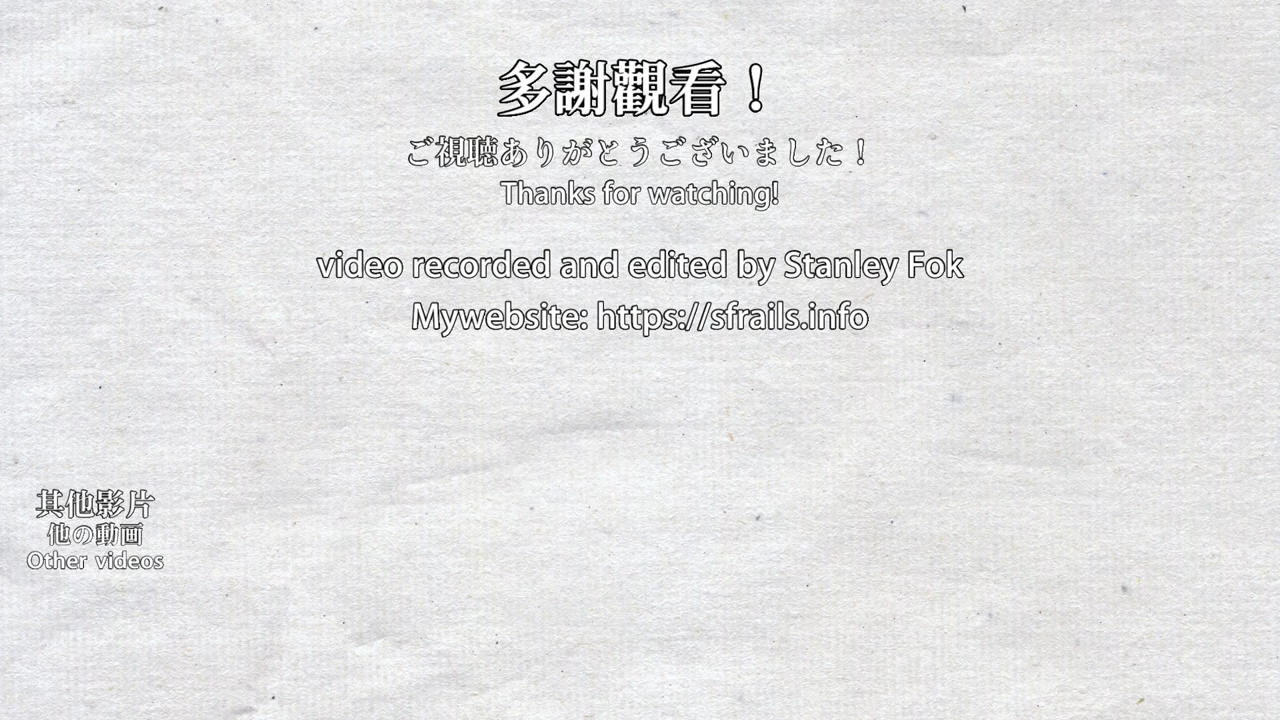 多謝觀看！
ご視聴ありがとうございました！
Thanks for watching!
video recorded and edited by Stanley Fok
Mywebsite: https://sfrails.info
其他影片
他の動画
Other videos